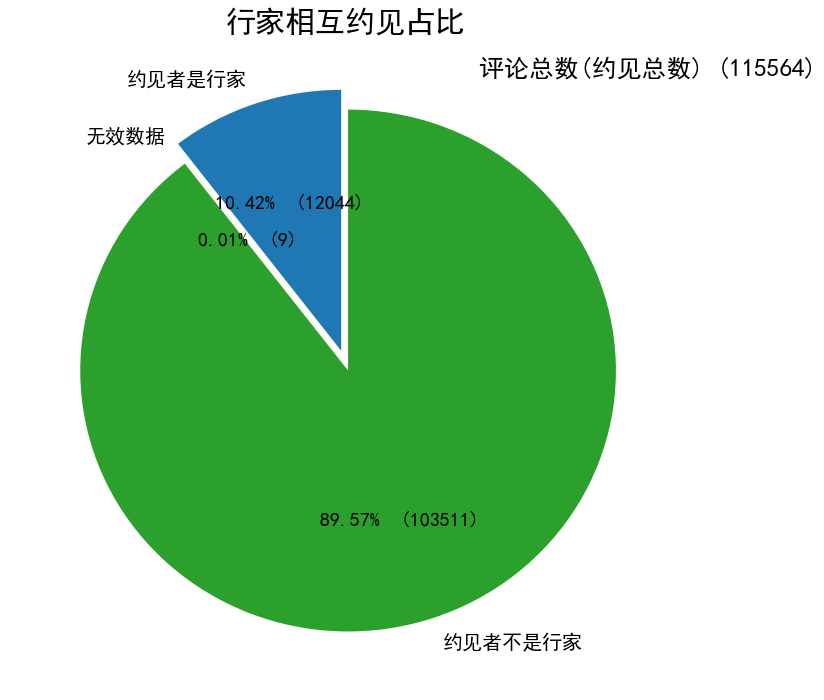 行家相互约见占比
评论总数(约见总数) (115564)
约见者是行家
无效数据
10.42% (12044)
0.01% (9)
89.57% (103511)
约见者不是行家